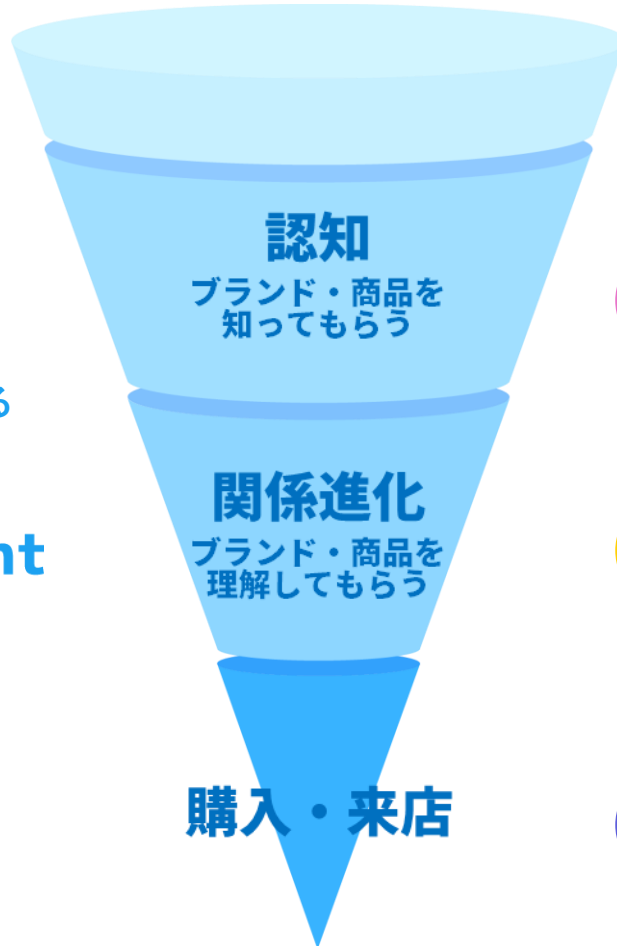 認知
ブランド・商品を
知ってもらう
る
関係進化
nt
ブランド・商品を
理解してもらう
購入・来店